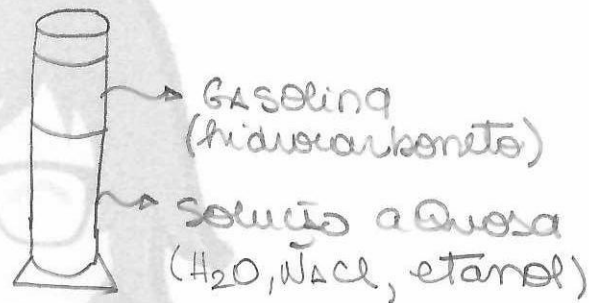 Gasolina
(hidrocarboneto)
solução aquosa
(H₂O, NaCl, etanol)